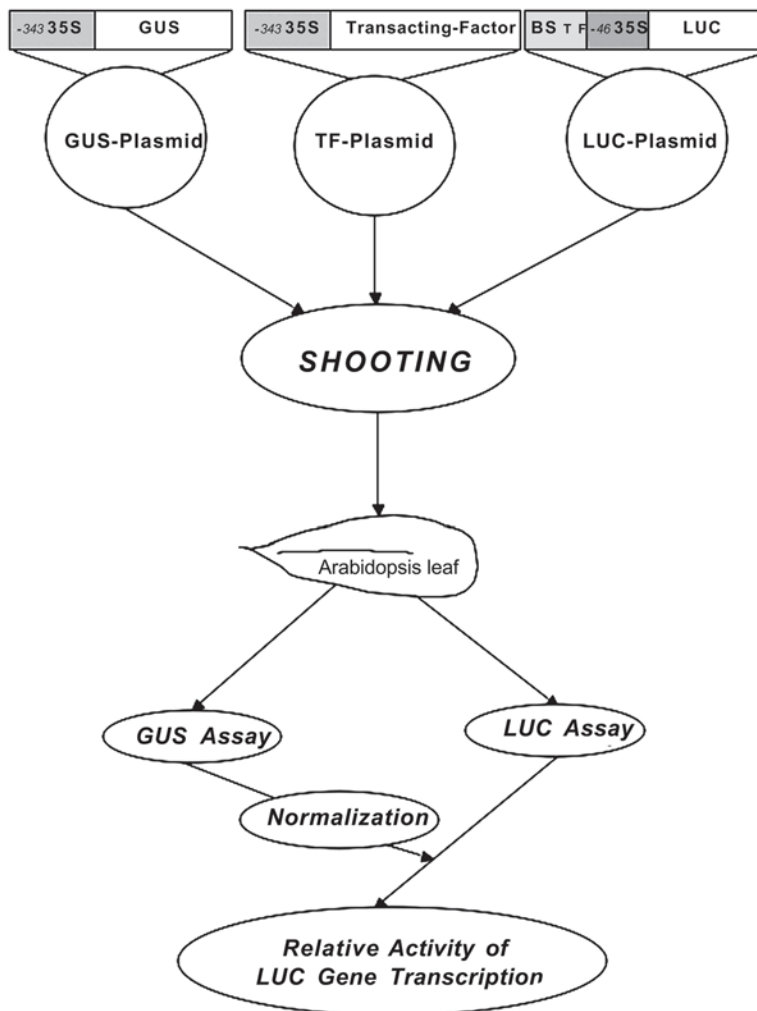 -343 35S GUS
-343 35S Transacting-Factor
BS T F -46 35S LUC
GUS-Plasmid
TF-Plasmid
LUC-Plasmid
SHOOTING
Arabidopsis leaf
GUS Assay
LUC Assay
Normalization
Relative Activity of
LUC Gene Transcription